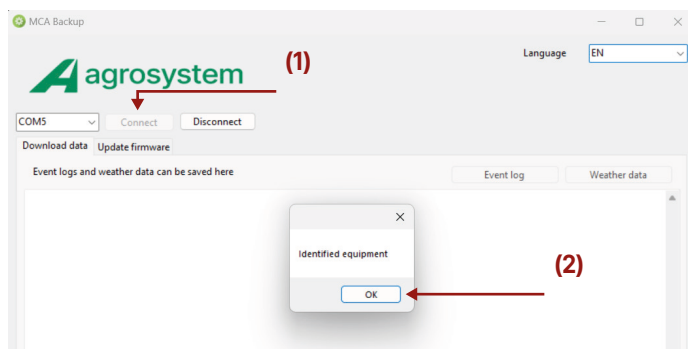 MCA Backup
Language EN
agrosystem
(1)
COM5 Connect Disconnect
Download data Update firmware
Event logs and weather data can be saved here Event log Weather data
Identified equipment
(2)
OK